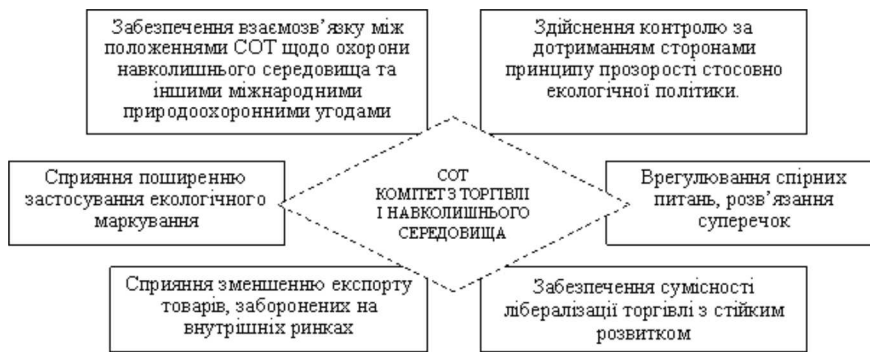 Забезпечення взаємозв’язку між
положеннями СОТ щодо охорони
навколишнього середовища та
іншими міжнародними
природоохоронними угодами
Здійснення контролю за
дотриманням сторонами
принципу прозорості стосовно
екологічної політики.
Сприяння поширенню
застосування екологічного
маркування
СОТ
КОМІТЕТ З ТОРГІВЛІ
І НАВКОЛИШНЬОГО
СЕРЕДОВИЩА
Врегулювання спірних
питань, розв’язання
суперечок
Сприяння зменшенню експорту
товарів, заборонених на
внутрішніх ринках
Забезпечення сумісності
лібералізації торгівлі з стійким
розвитком